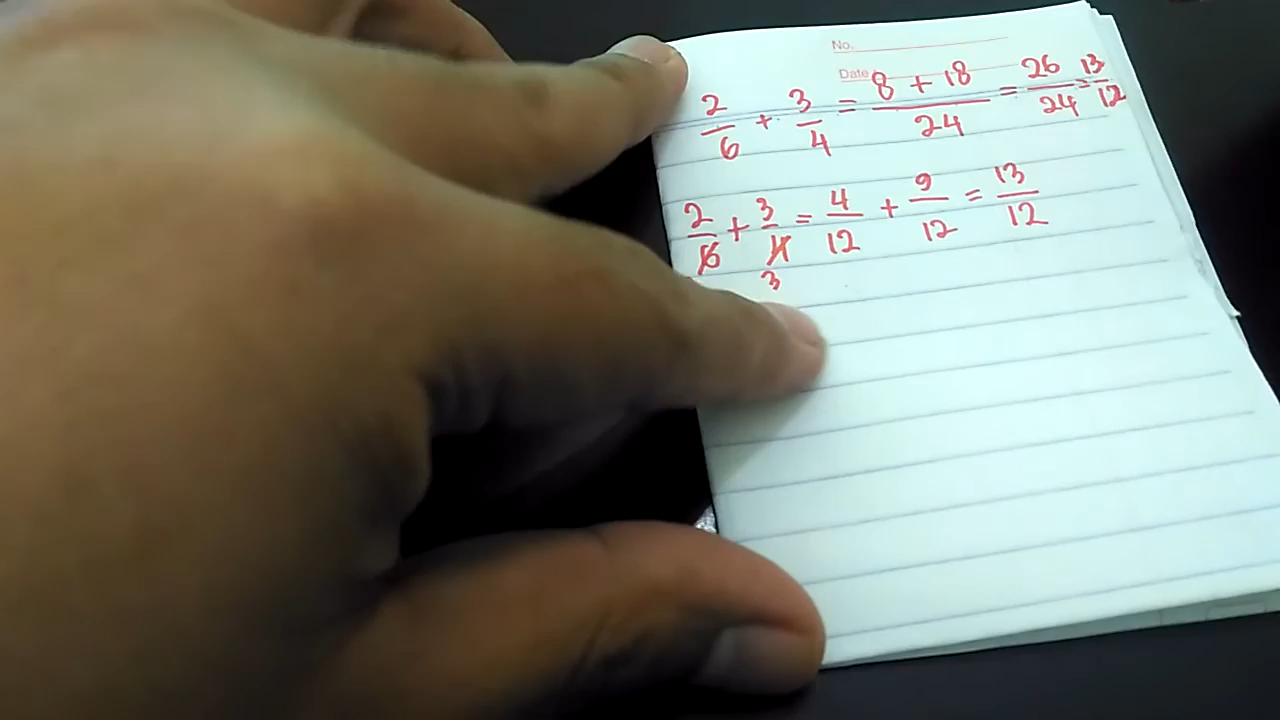 No.
Date
2/6 + 3/4 = 8 + 18/24 = 26/24 = 13/12
2/6 + 3/4 = 4/12 + 9/12 = 13/12
3